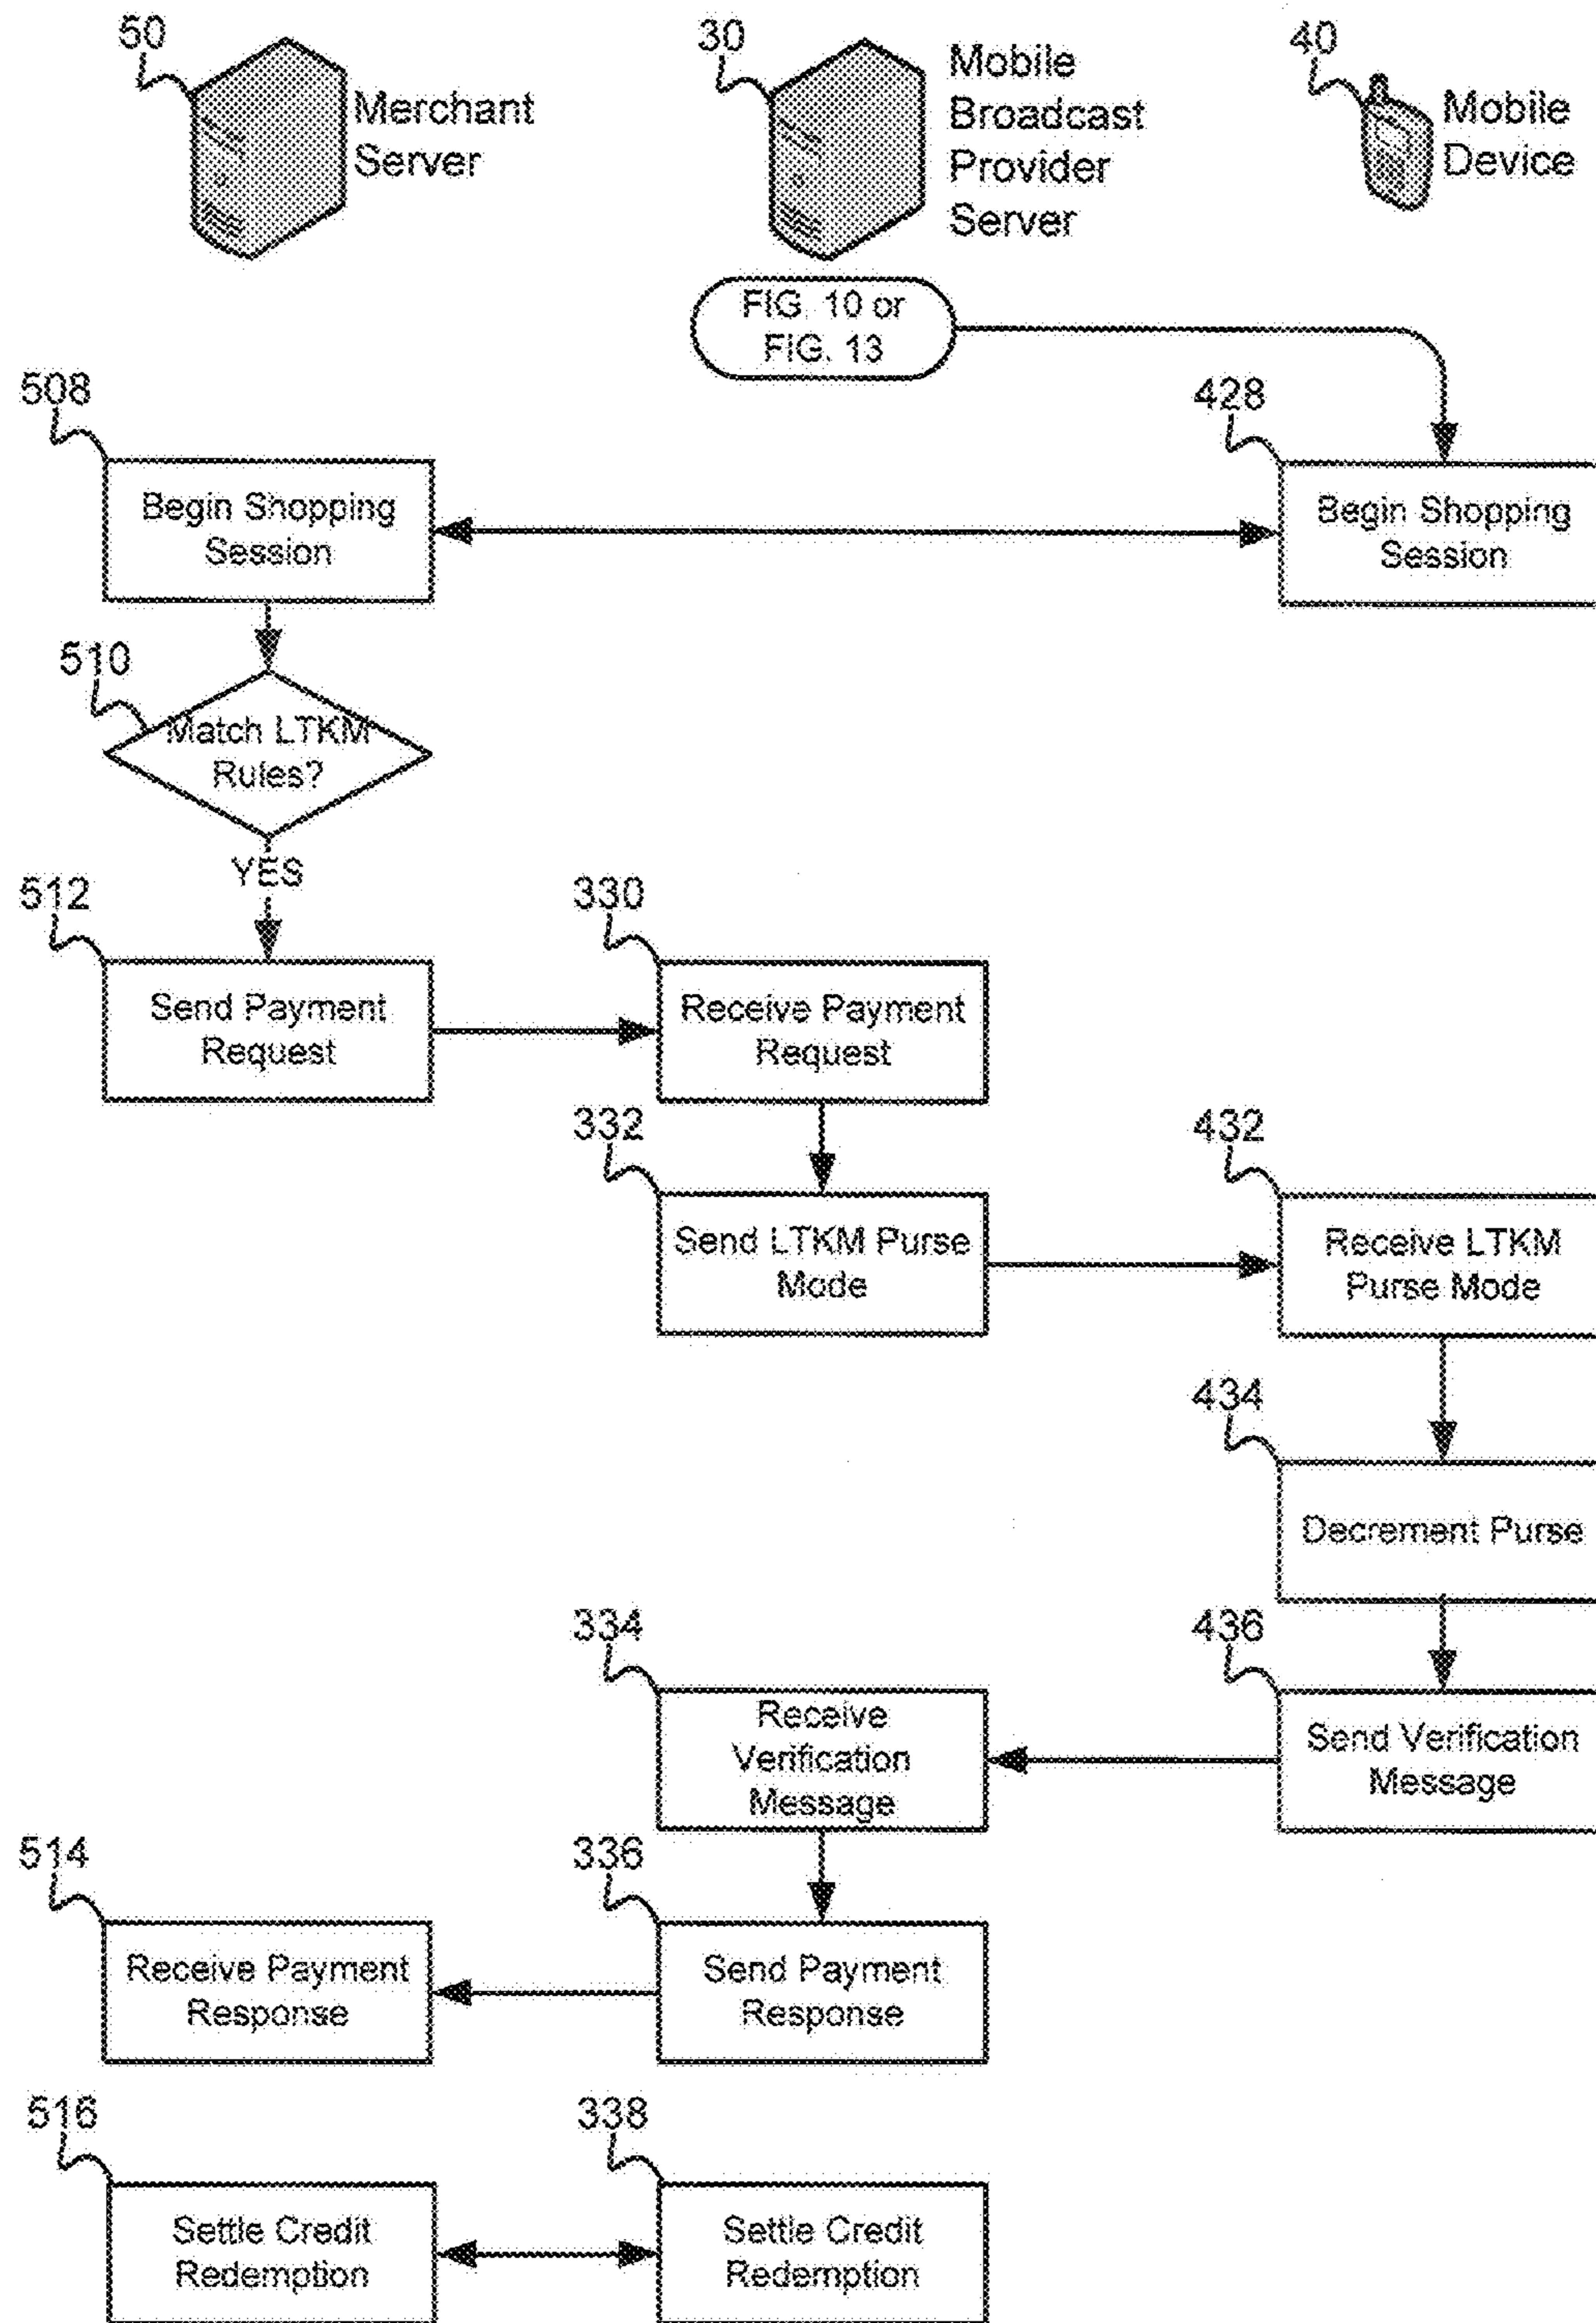 50
Merchant
Server
30
Mobile
Broadcast
Provider
Server
40
Mobile
Device
FIG. 10 or
FIG. 13
508
Begin Shopping
Session
428
Begin Shopping
Session
510
Match LTKM
Rules?
YES
512
Send Payment
Request
330
Receive Payment
Request
332
Send LTKM Purse
Mode
432
Receive LTKM
Purse Mode
434
Decrement Purse
334
Receive
Verification
Message
436
Send Verification
Message
514
Receive Payment
Response
336
Send Payment
Response
516
Settle Credit
Redemption
338
Settle Credit
Redemption